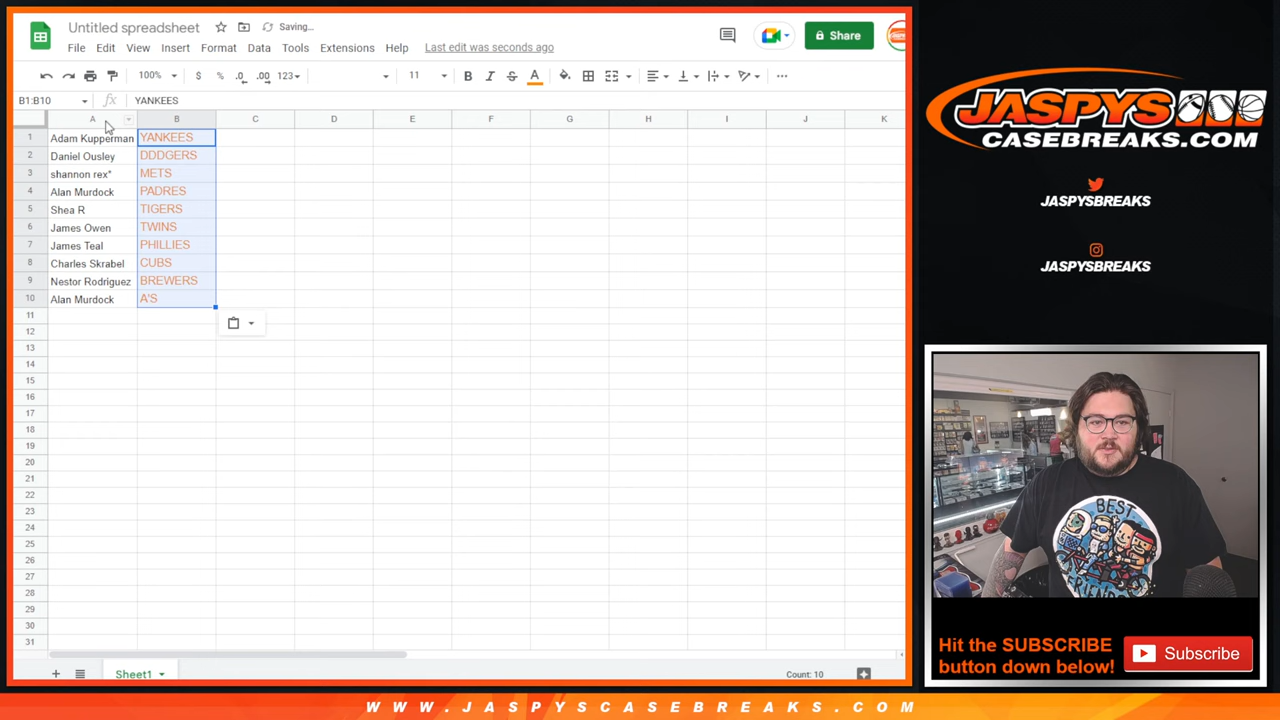 Untitled spreadsheet
Saving...
File Edit View Insert Format Data Tools Extensions Help Last edit was seconds ago
Share
100% $ % .0 .00 123 11 B I S A
B1:B10 fx YANKEES
A B C D E F G H I J K
1 Adam Kupperman YANKEES
2 Daniel Ousley DDDGERS
3 shannon rex* METS
4 Alan Murdock PADRES
5 Shea R TIGERS
6 James Owen TWINS
7 James Teal PHILLIES
8 Charles Skrabel CUBS
9 Nestor Rodriguez BREWERS
10 Alan Murdock A'S
11
12
13
14
15
16
17
18
19
20
21
22
23
24
25
26
27
28
29
30
31
Sheet1
Count: 10
JASPYS
CASEBREAKS.COM
JASPYSBREAKS
JASPYSBREAKS
BEST
FRIENDS
Hit the SUBSCRIBE
button down below!
Subscribe
WWW.JASPYSCASEBREAKS.COM